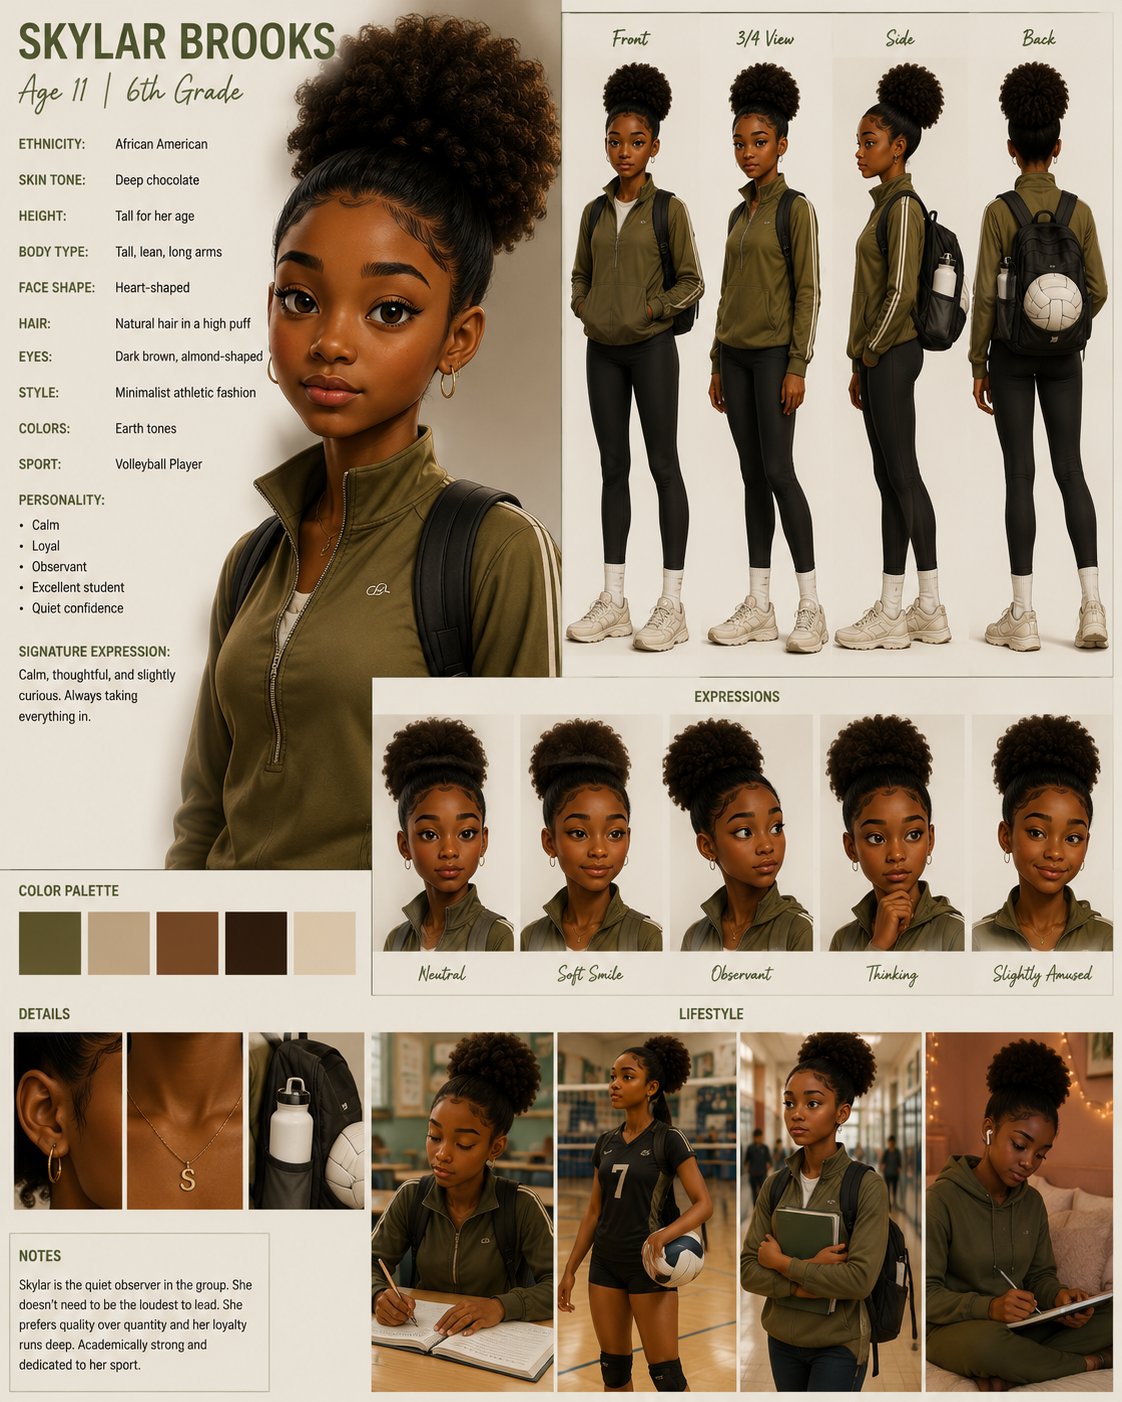 SKYLAR BROOKS
Age 11 | 6th Grade
ETHNICITY: African American
SKIN TONE: Deep chocolate
HEIGHT: Tall for her age
BODY TYPE: Tall, lean, long arms
FACE SHAPE: Heart-shaped
HAIR: Natural hair in a high puff
EYES: Dark brown, almond-shaped
STYLE: Minimalist athletic fashion
COLORS: Earth tones
SPORT: Volleyball Player
PERSONALITY:
• Calm
• Loyal
• Observant
• Excellent student
• Quiet confidence
SIGNATURE EXPRESSION:
Calm, thoughtful, and slightly
curious. Always taking
everything in.
Front
3/4 View
Side
Back
EXPRESSIONS
Neutral
Soft Smile
Observant
Thinking
Slightly Amused
COLOR PALETTE
DETAILS
S
LIFESTYLE
7
NOTES
Skylar is the quiet observer in the group. She
doesn't need to be the loudest to lead. She
prefers quality over quantity and her loyalty
runs deep. Academically strong and
dedicated to her sport.